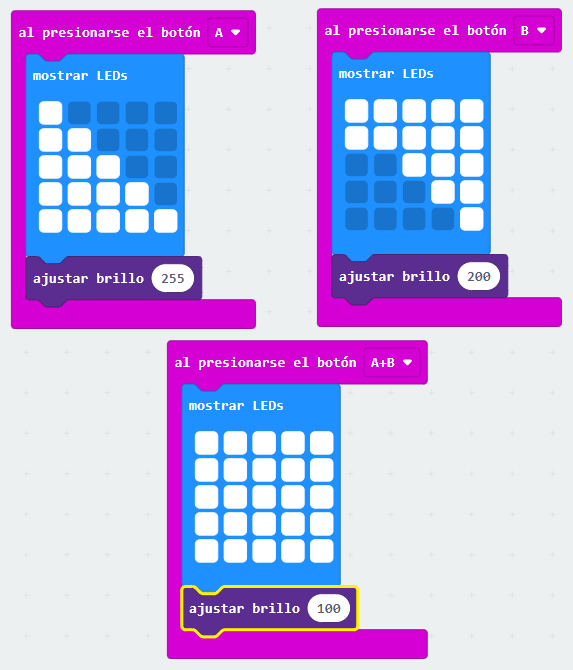 al presionarse el botón A
mostrar LEDs
ajustar brillo 255
al presionarse el botón B
mostrar LEDs
ajustar brillo 200
al presionarse el botón A+B
mostrar LEDs
ajustar brillo 100